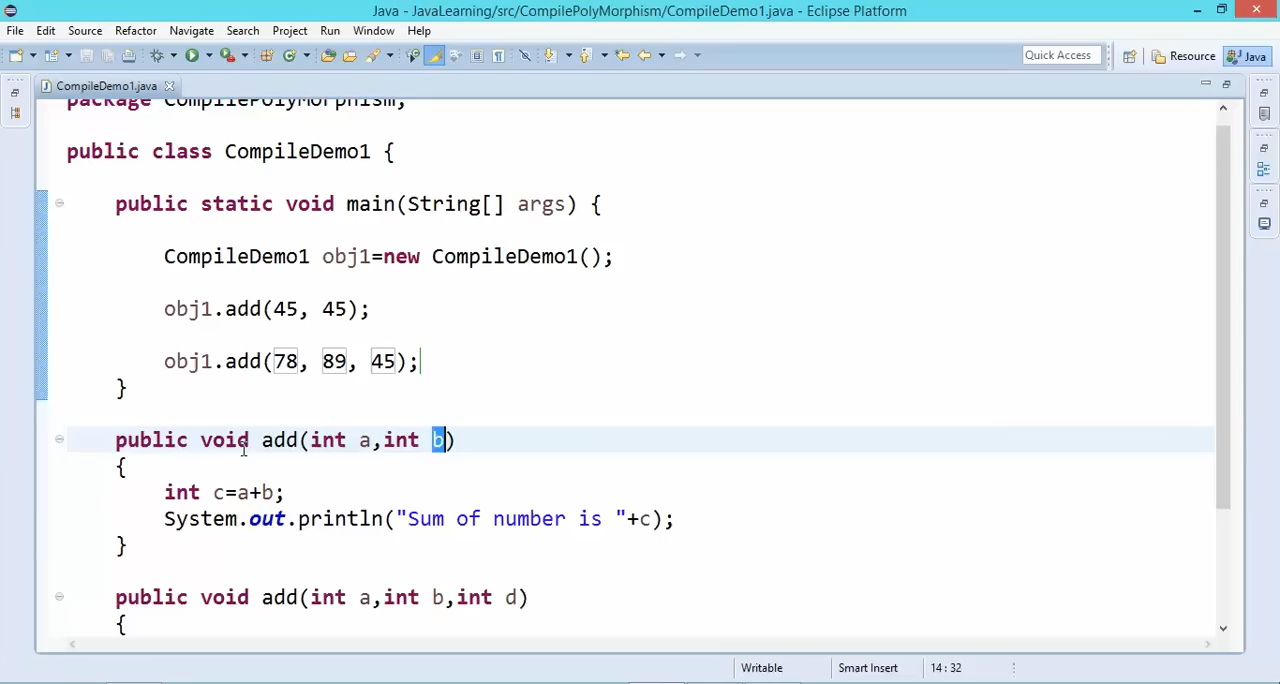 Java - JavaLearning/src/CompilePolyMorphism/CompileDemo1.java - Eclipse Platform
File Edit Source Refactor Navigate Search Project Run Window Help
Quick Access Resource Java
CompileDemo1.java
package CompilePolyMorphism;
public class CompileDemo1 {
public static void main(String[] args) {
CompileDemo1 obj1=new CompileDemo1();
obj1.add(45, 45);
obj1.add(78, 89, 45);
}
public void add(int a,int b)
{
int c=a+b;
System.out.println("Sum of number is "+c);
}
public void add(int a,int b,int d)
{
Writable Smart Insert 14 : 32